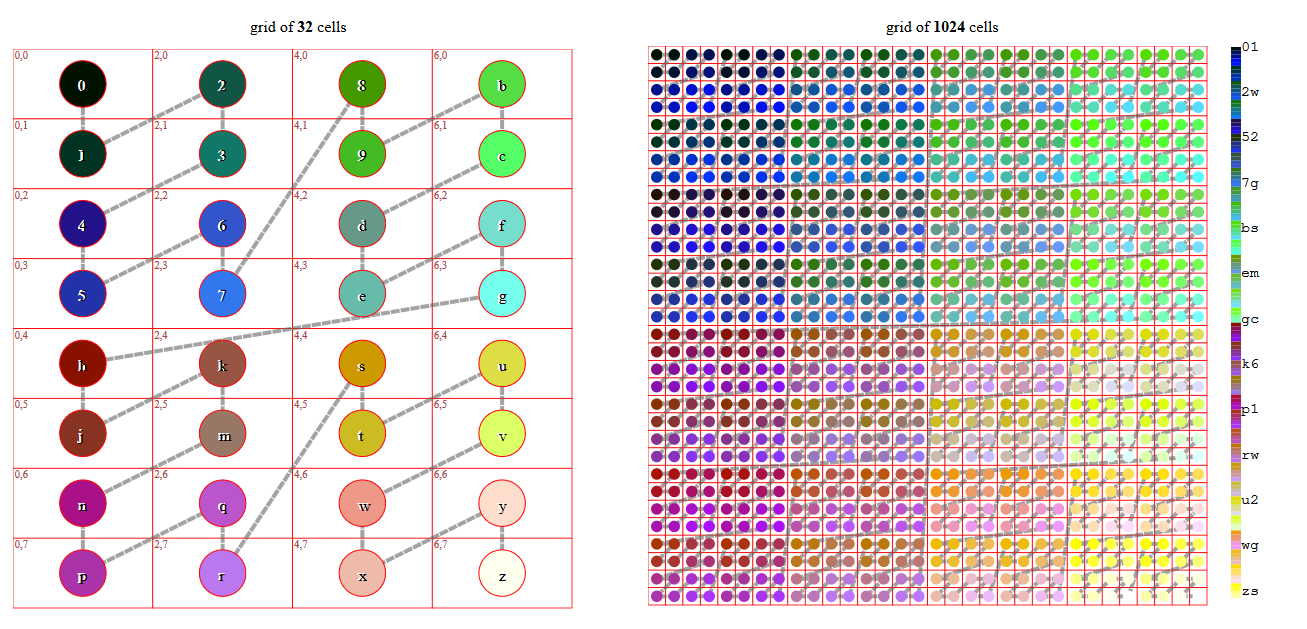 grid of 32 cells
0,0 2,0 4,0 6,0
0 2 8 b
0,1 2,1 4,1 6,1
1 3 9 c
0,2 2,2 4,2 6,2
4 6 d f
0,3 2,3 4,3 6,3
5 7 e g
0,4 2,4 6,4
h k s u
0,5 2,5 4,5 6,5
j m t v
0,6 2,6 4,6 6,6
n q w y
0,7 2,7 4,7 6,7
p r x z
grid of 1024 cells
01
2w
52
7g
bs
em
gc
k6
p1
rw
u2
wg
zs